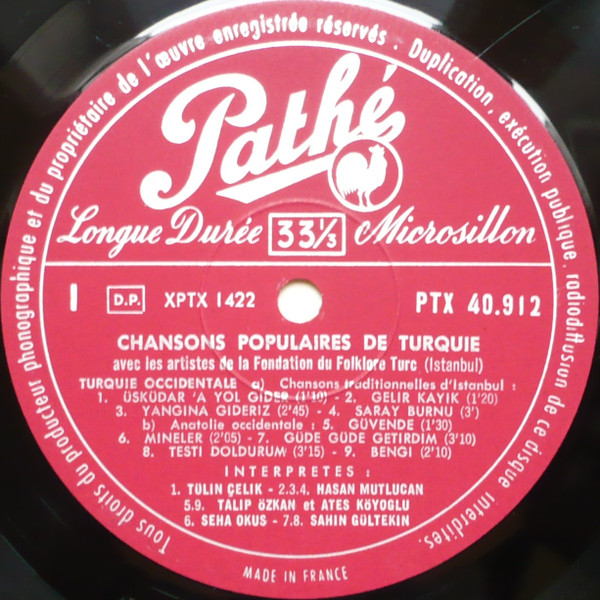 Tous droits du producteur phonographique et du propriétaire de l'œuvre enregistrée réservés. Duplication, exécution publique, radiodiffusion de ce disque interdites.
Pathé
Longue Durée 33 1/3 Microsillon
1 D.P. XPTX 1422 PTX 40.912
CHANSONS POPULAIRES DE TURQUIE
avec les artistes de la Fondation du Folklore Turc (Istanbul)
TURQUIE OCCIDENTALE a) Chansons traditionnelles d'Istanbul :
1. ÜSKÜDAR 'A YOL GIDER (1'10) - 2. GELIR KAYIK (1'20)
3. YANGINA GIDERIZ (2'45) - 4. SARAY BURNU (3')
b) Anatolie occidentale : 5. GÜVENDE (1'30)
6. MINELER (2'05) - 7. GÜDE GÜDE GETIRDIM (3'10)
8. TESTI DOLDURUM (3'15) - 9. BENGI (2'10)
INTERPRETES :
1. TÜLIN ÇELIK - 2.3.4. HASAN MUTLUCAN
5.9. TALIP ÖZKAN et ATES KÖYOGLU
6. SEHA OKUS - 7.8. SAHIN GÜLTEKIN
MADE IN FRANCE